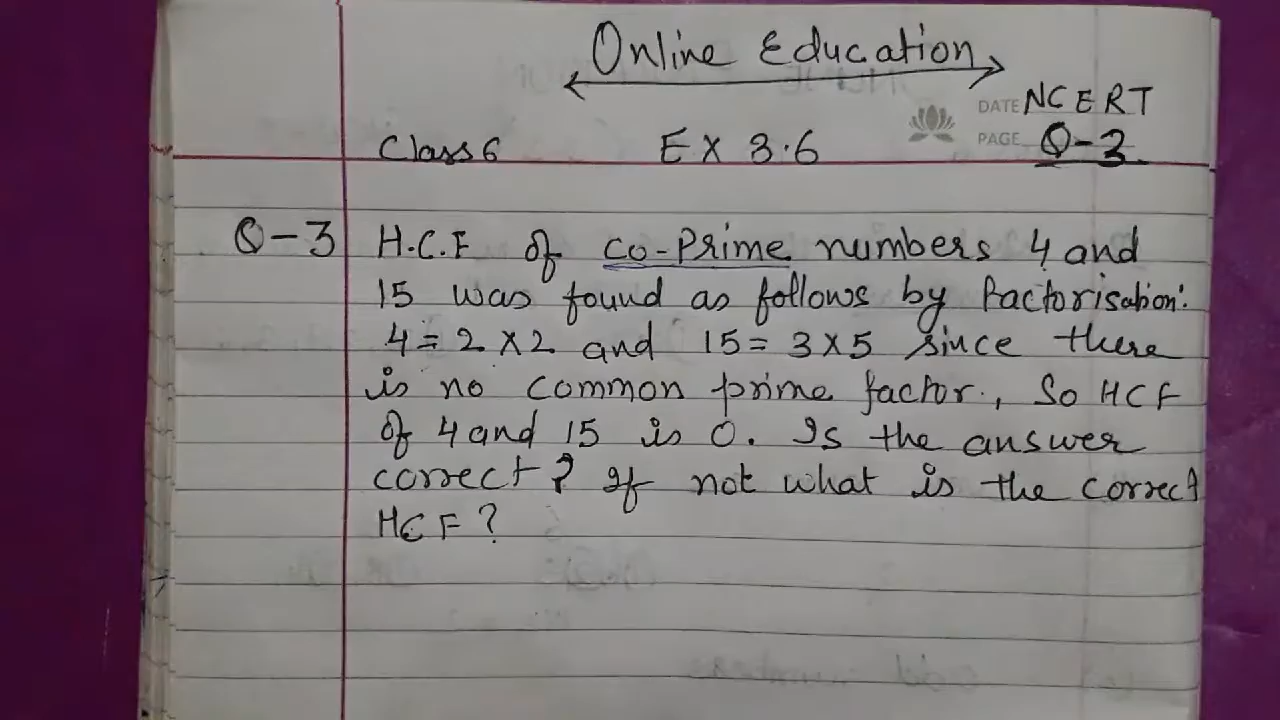 Online Education
DATE NCERT
Class 6 EX 3.6 PAGE Q-3
Q-3 H.C.F of co-Prime numbers 4 and
15 was found as follows by factorisation:
4 = 2 X 2 and 15 = 3 X 5 since there
is no common prime factor., So HCF
of 4 and 15 is 0. Is the answer
correct? If not what is the correct
HCF?